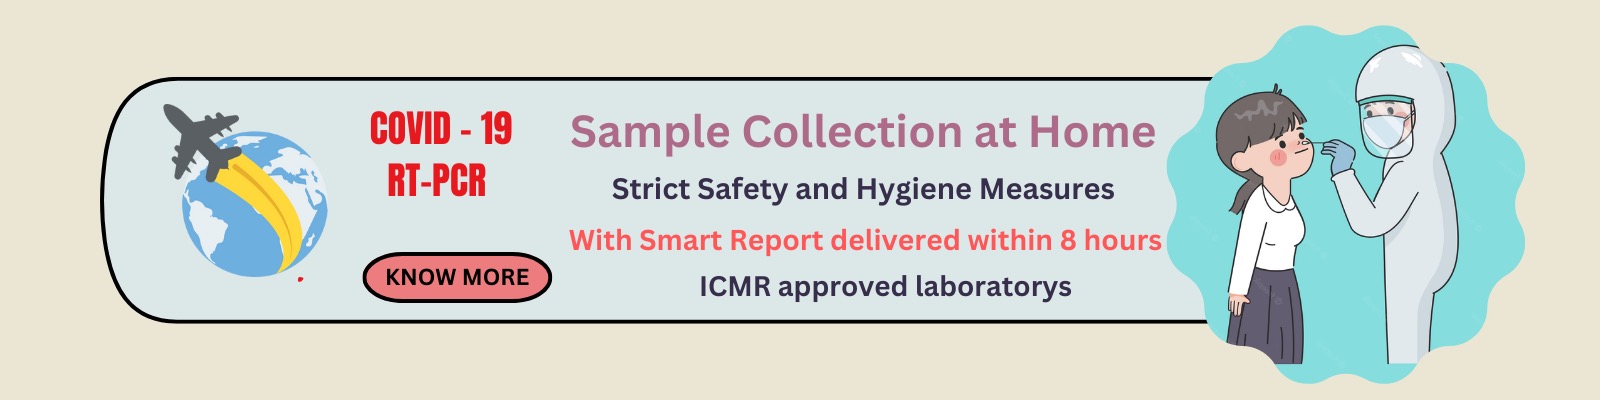 COVID - 19
RT-PCR
KNOW MORE
Sample Collection at Home
Strict Safety and Hygiene Measures
With Smart Report delivered within 8 hours
ICMR approved laboratorys